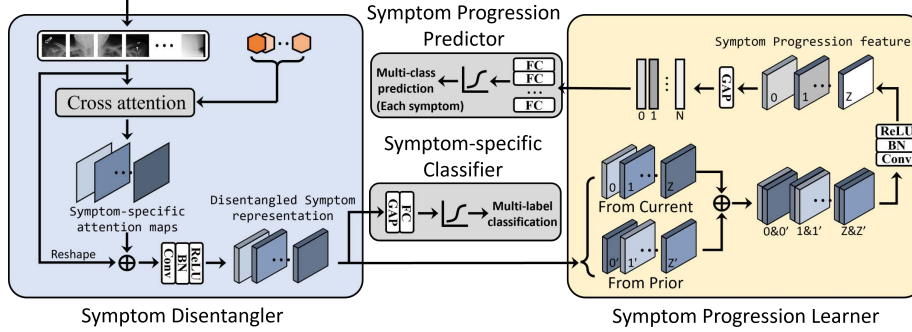 Symptom Progression
Predictor
Symptom Progression feature
Multi-class
prediction
(Each symptom)
FC
FC
...
FC
0 1 N
GAP
0 1 Z
ReLU
BN
Conv
Cross attention
Symptom-specific
attention maps
Reshape
Conv
BN
ReLU
Disentangled Symptom
representation
Symptom-specific
Classifier
GAP
FC
Multi-label
classification
0 1 Z
From Current
0' 1' Z'
From Prior
0&0' 1&1' Z&Z'
Symptom Disentangler
Symptom Progression Learner